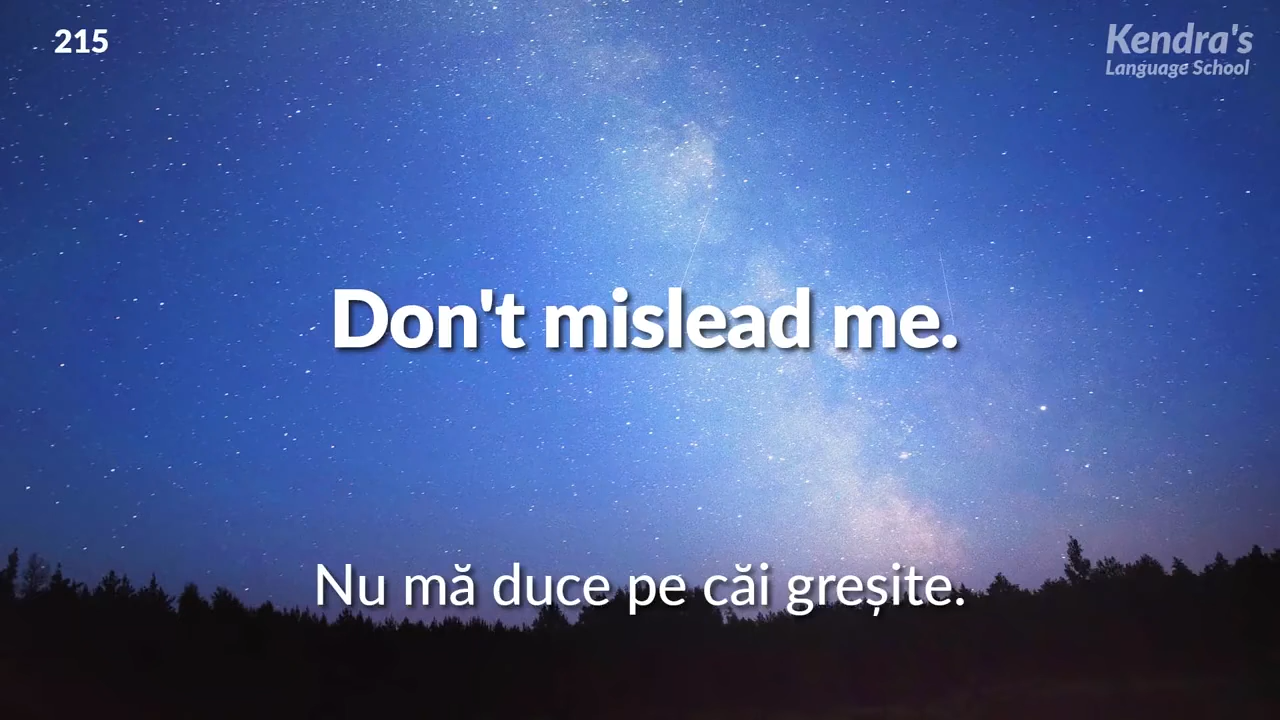 215
Kendra's
Language School
Don't mislead me.
Nu mă duce pe căi greșite.